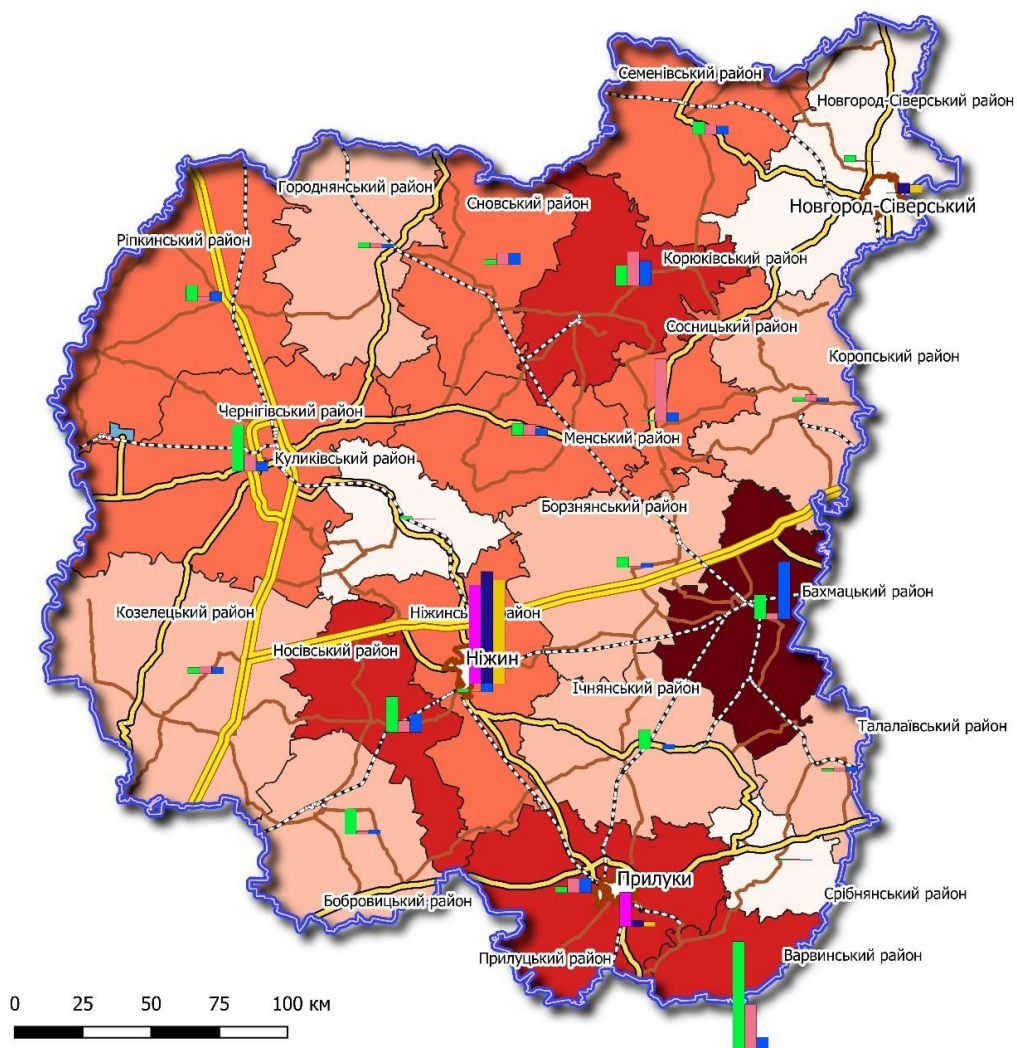 Семенівський район
Новгород-Сіверський район
Городнянський район
Сновський район
Новгород-Сіверський
Ріпкинський район
Корюківський район
Сосницький район
Коропський район
Чернігівський район
Менський район
Куликівський район
Борзнянський район
Бахмацький район
Козелецький район
Ніжинський район
Носівський район
Ніжин
Ічнянський район
Талалаївський район
Прилуки
Бобровицький район
Срібнянський район
Прилуцький район
Варвинський район
0 25 50 75 100 км